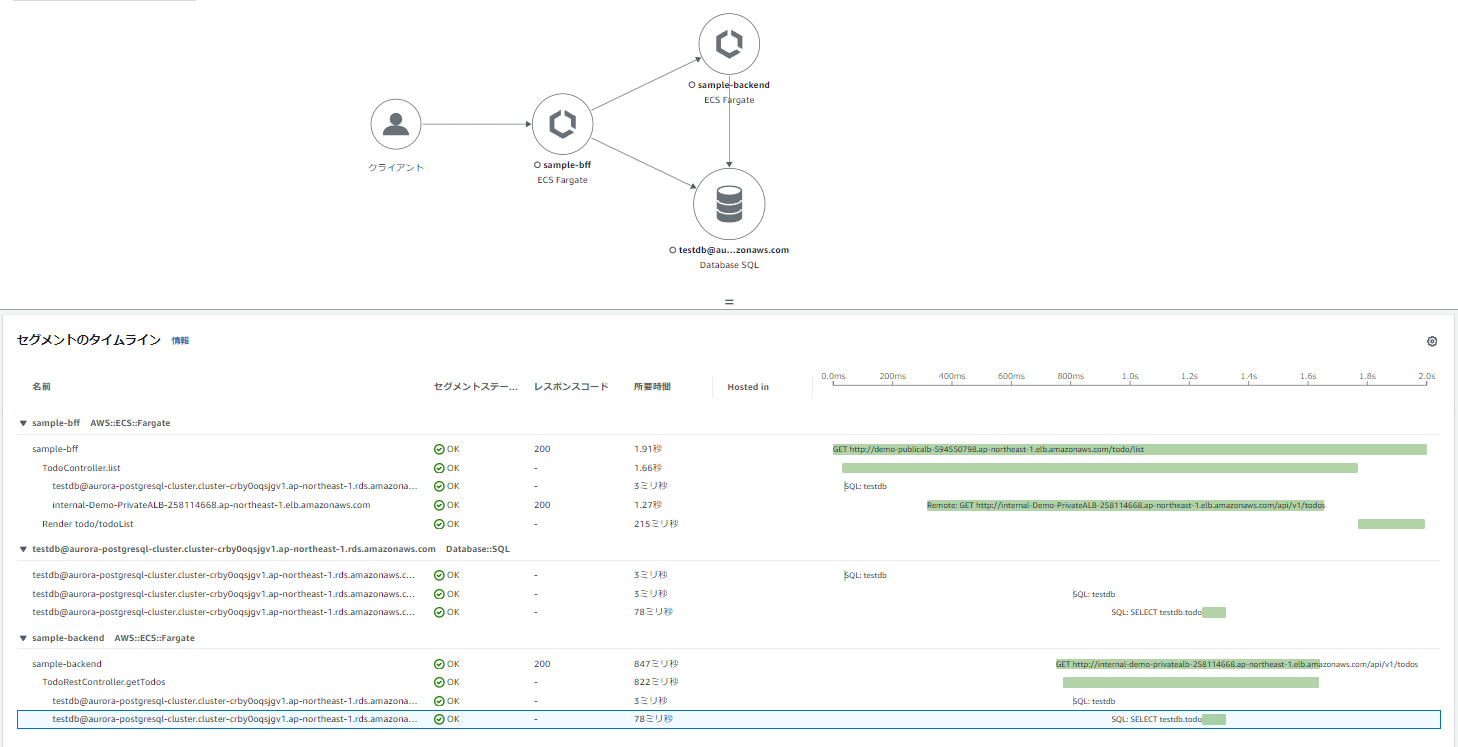 sample-backend
ECS Fargate
クライアント
sample-bff
ECS Fargate
testdb@au...zonaws.com
Database SQL
セグメントのタイムライン 情報
名前 セグメントステー... レスポンスコード 所要時間 Hosted in 0.0ms 200ms 400ms 600ms 800ms 1.0s 1.2s 1.4s 1.6s 1.8s 2.0s
sample-bff AWS::ECS::Fargate
sample-bff OK 200 1.91秒 GET http://demo-publicalb-594550798.ap-northeast-1.elb.amazonaws.com/todo/list
TodoController.list OK - 1.66秒
testdb@aurora-postgresql-cluster.cluster-crby0oqsjgv1.ap-northeast-1.rds.amazona... OK - 3ミリ秒 SQL: testdb
internal-Demo-PrivateALB-258114668.ap-northeast-1.elb.amazonaws.com OK 200 1.27秒 Remote: GET http://internal-Demo-PrivateALB-258114668.ap-northeast-1.elb.amazonaws.com/api/v1/todos
Render todo/todoList OK - 215ミリ秒
testdb@aurora-postgresql-cluster.cluster-crby0oqsjgv1.ap-northeast-1.rds.amazonaws.com Database::SQL
testdb@aurora-postgresql-cluster.cluster-crby0oqsjgv1.ap-northeast-1.rds.amazonaws.c... OK - 3ミリ秒 SQL: testdb
testdb@aurora-postgresql-cluster.cluster-crby0oqsjgv1.ap-northeast-1.rds.amazonaws.c... OK - 3ミリ秒 SQL: testdb
testdb@aurora-postgresql-cluster.cluster-crby0oqsjgv1.ap-northeast-1.rds.amazonaws.c... OK - 78ミリ秒 SQL: SELECT testdb.todo
sample-backend AWS::ECS::Fargate
sample-backend OK 200 847ミリ秒 GET http://internal-demo-privatealb-258114668.ap-northeast-1.elb.amazonaws.com/api/v1/todos
TodoRestController.getTodos OK - 822ミリ秒
testdb@aurora-postgresql-cluster.cluster-crby0oqsjgv1.ap-northeast-1.rds.amazona... OK - 3ミリ秒 SQL: testdb
testdb@aurora-postgresql-cluster.cluster-crby0oqsjgv1.ap-northeast-1.rds.amazona... OK - 78ミリ秒 SQL: SELECT testdb.todo